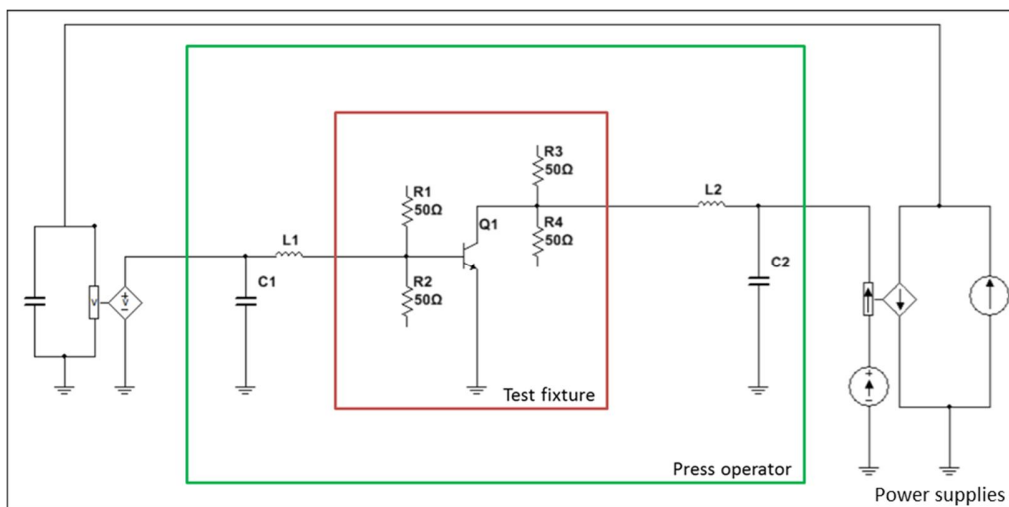 R3
50Ω
R1
50Ω
L2
Q1
R4
50Ω
L1
R2
50Ω
C1
C2
V
+
V
−
+
−
Test fixture
Press operator
Power supplies